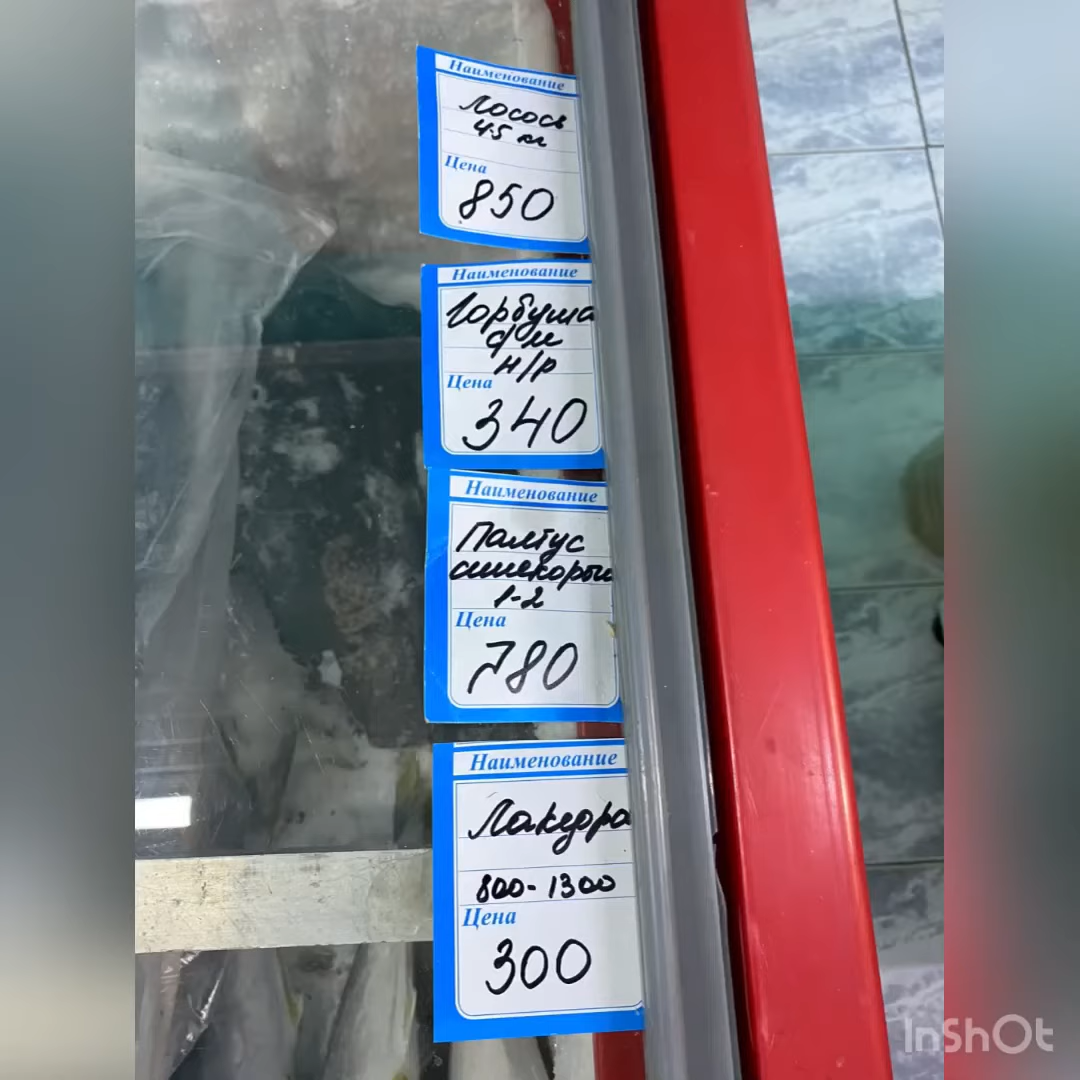 Наименование
Лосось
4-5 кг
Цена
850
Наименование
Горбуша
с/м
н/р
Цена
340
Наименование
Палтус
синекорый
1-2
Цена
780
Наименование
Лакедра
800-1300
Цена
300
InShOt